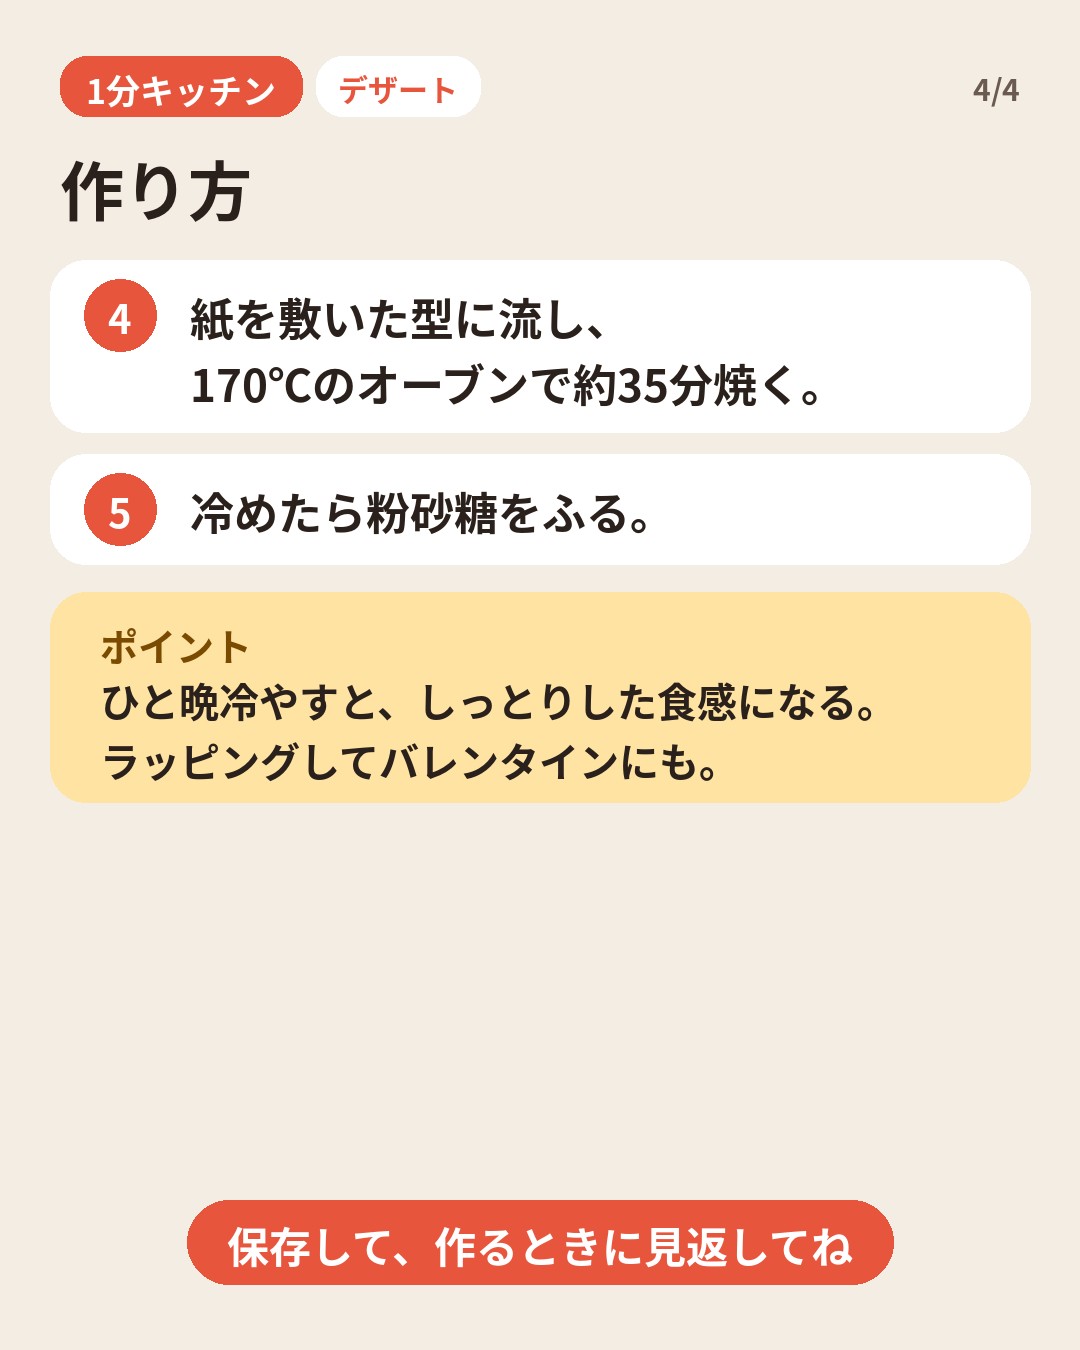 1分キッチン デザート 4/4
作り方
4 紙を敷いた型に流し、
170℃のオーブンで約35分焼く。
5 冷めたら粉砂糖をふる。
ポイント
ひと晩冷やすと、しっとりした食感になる。
ラッピングしてバレンタインにも。
保存して、作るときに見返してね